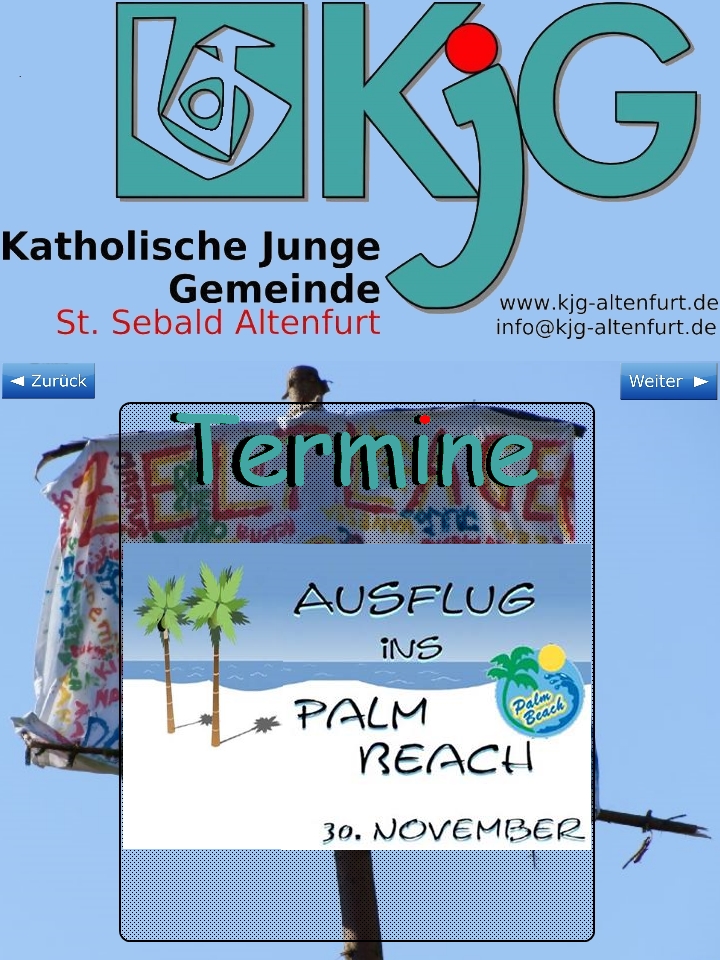 KjG
Katholische Junge
Gemeinde
St. Sebald Altenfurt
www.kjg-altenfurt.de
info@kjg-altenfurt.de
◄ Zurück
Weiter ►
Termine
AUSFLUG
iNS
PALM
BEACH
Palm
Beach
30. NOVEMBER